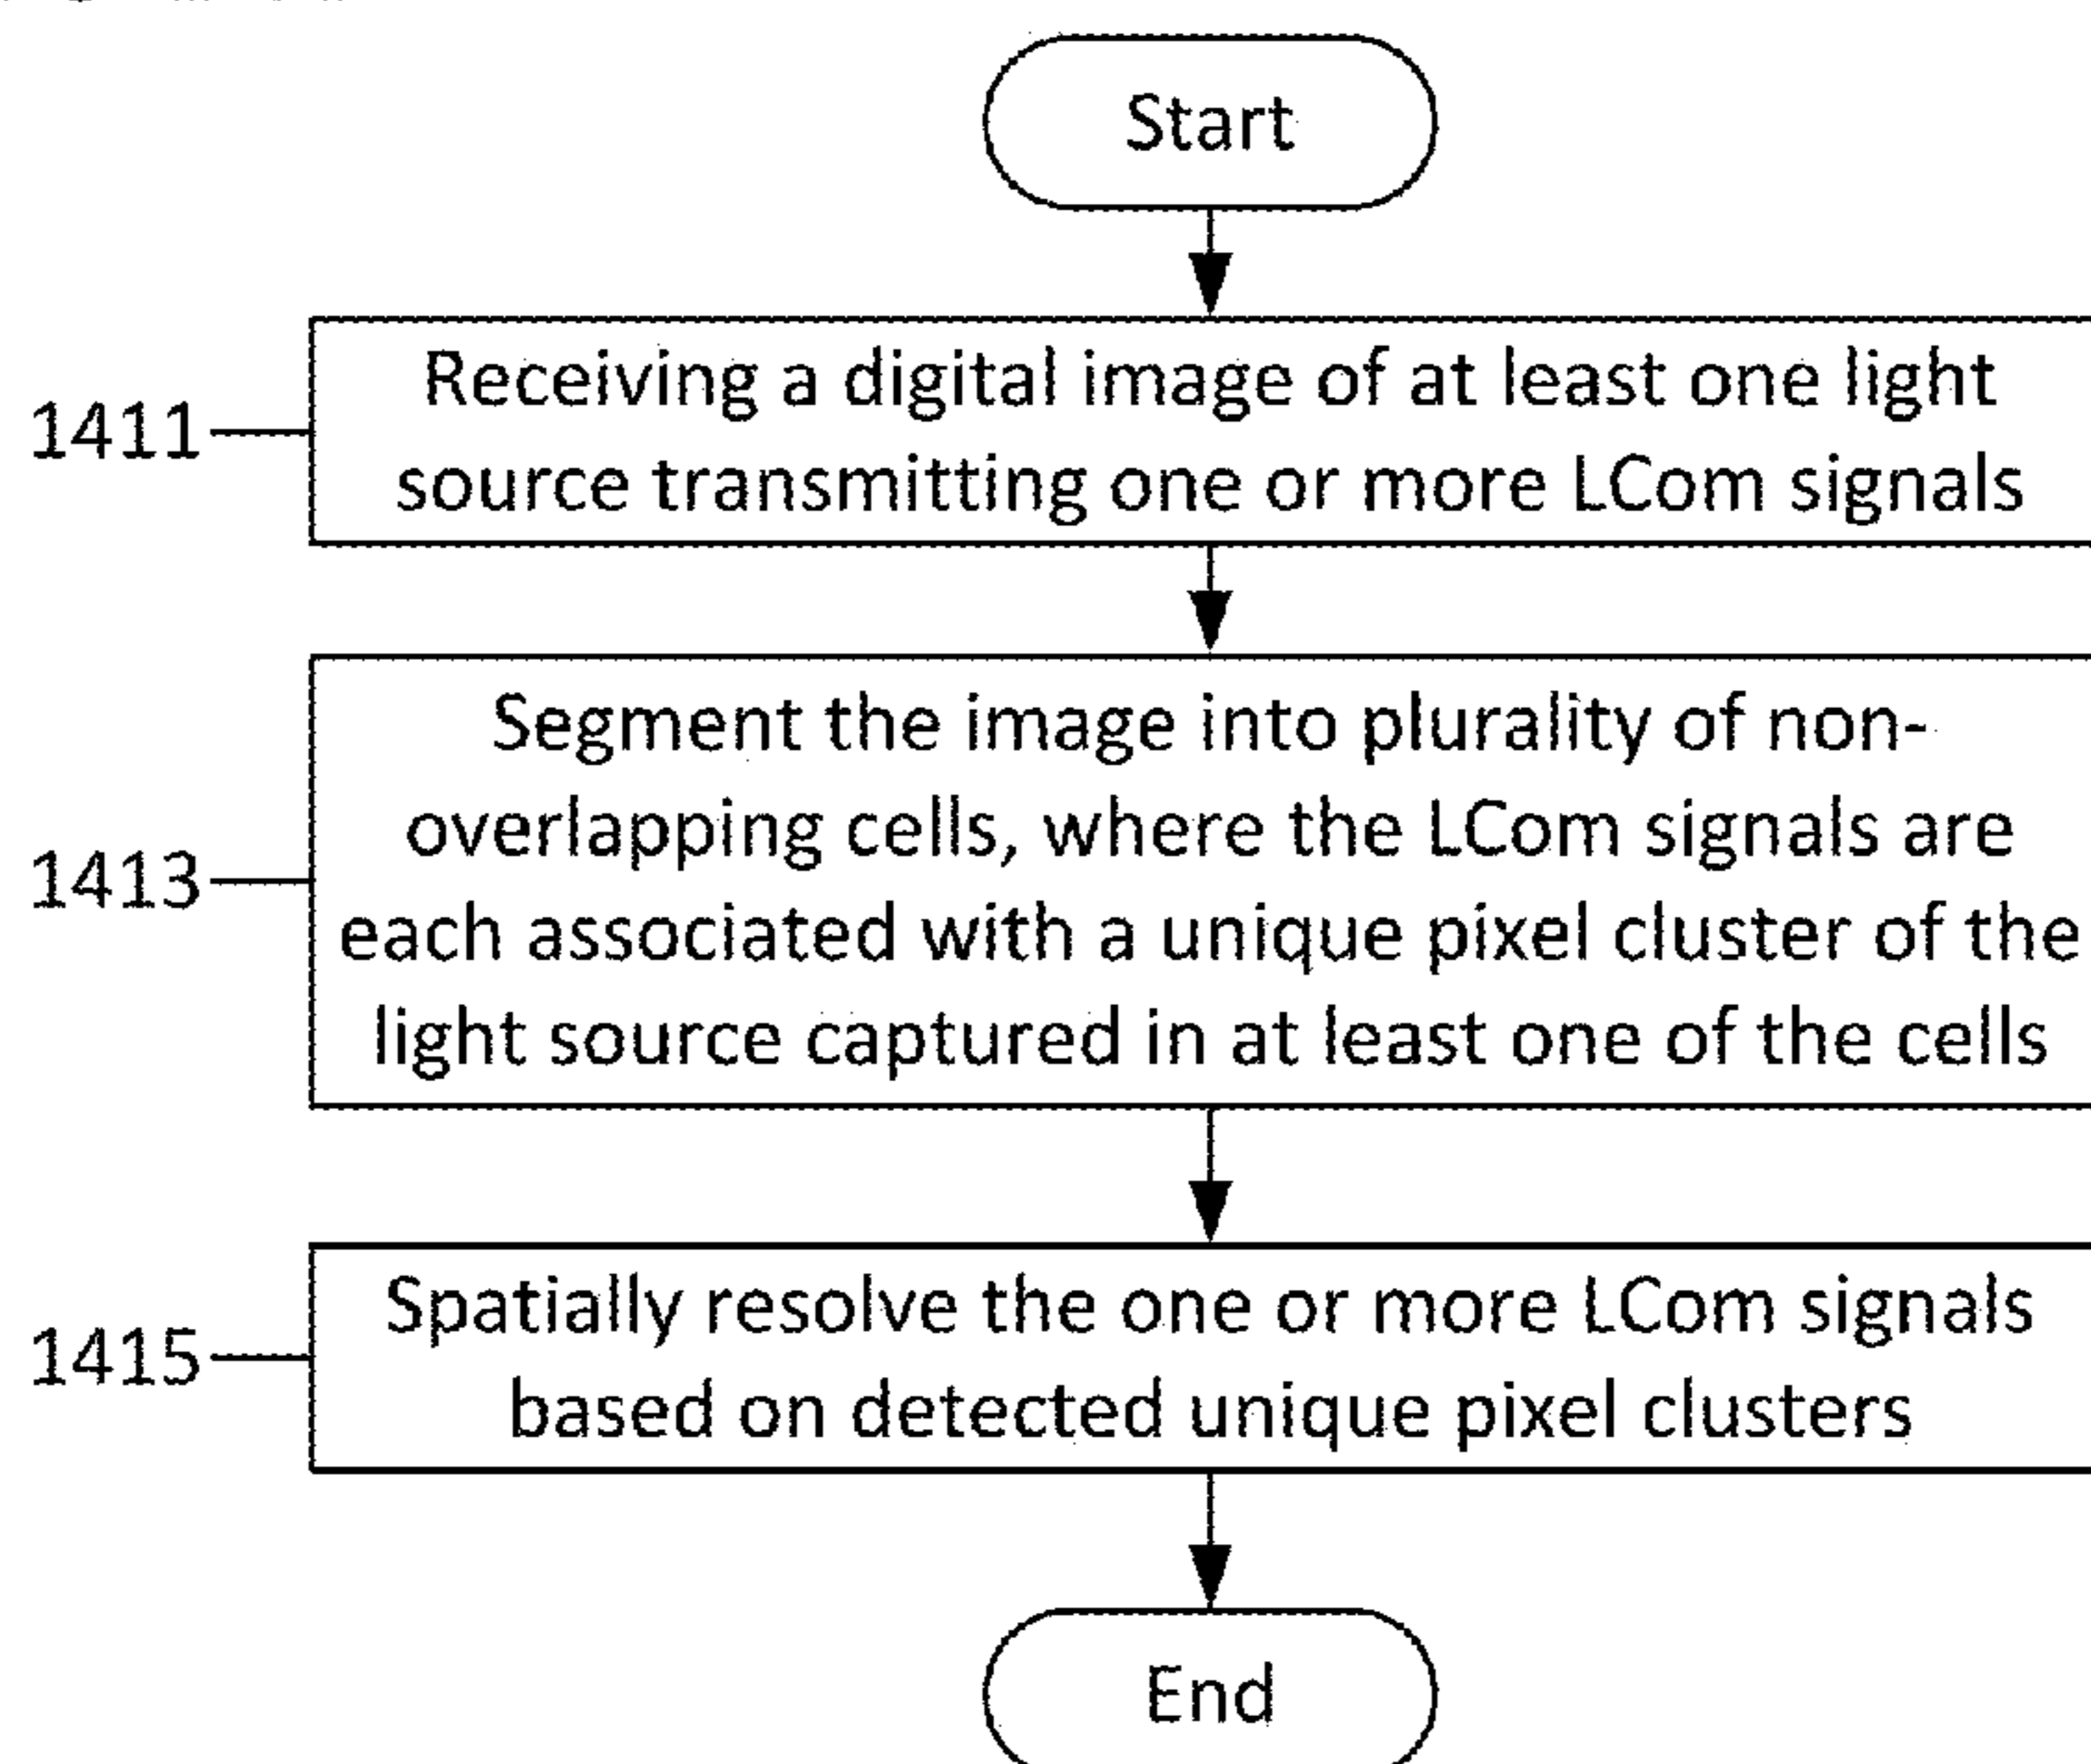 Start
1411
Receiving a digital image of at least one light
source transmitting one or more LCom signals
1413
Segment the image into plurality of non-
overlapping cells, where the LCom signals are
each associated with a unique pixel cluster of the
light source captured in at least one of the cells
1415
Spatially resolve the one or more LCom signals
based on detected unique pixel clusters
End